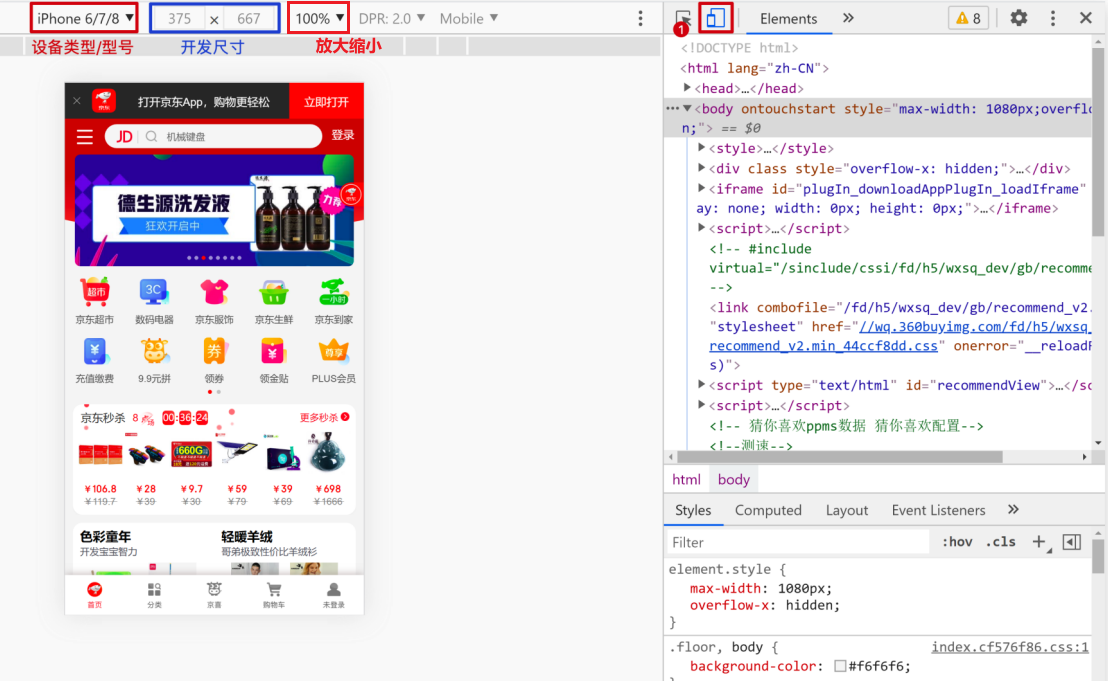 iPhone 6/7/8 ▼ 375 × 667 100% ▼ DPR: 2.0 ▼ Mobile ▼
设备类型/型号 开发尺寸 放大缩小
× 京东 打开京东App，购物更轻松 立即打开
JD 机械键盘 登录
德生源洗发液
狂欢开启中
力荐
超市 3C 一小时
京东超市 数码电器 京东服饰 京东生鲜 京东到家
¥ 券 ¥ 尊享
充值缴费 9.9元拼 领券 领金贴 PLUS会员
京东秒杀 8 点场 00:36:24 更多秒杀
660G
¥106.8 ¥28 ¥9.7 ¥59 ¥39 ¥698
¥119.7 ¥39 ¥30 ¥79 ¥69 ¥1666
色彩童年 轻暖羊绒
开发宝宝智力 哥弟极致性价比羊绒衫
首页 分类 京喜 购物车 未登录
1 Elements » 8
<!DOCTYPE html>
<html lang="zh-CN">
<head>…</head>
<body ontouchstart style="max-width: 1080px;overflo
n;"> == $0
<style>…</style>
<div class style="overflow-x: hidden;">…</div>
<iframe id="plugIn_downloadAppPlugIn_loadIframe"
ay: none; width: 0px; height: 0px;">…</iframe>
<script>…</script>
<!-- #include
virtual="/sinclude/cssi/fd/h5/wxsq_dev/gb/recomme
-->
<link combofile="/fd/h5/wxsq_dev/gb/recommend_v2.
"stylesheet" href="//wq.360buyimg.com/fd/h5/wxsq_
recommend_v2.min_44ccf8dd.css" onerror="__reloadR
s)">
<script type="text/html" id="recommendView">…</sc
<script>…</script>
<!-- 猜你喜欢ppms数据 猜你喜欢配置-->
<!--测速-->
html body
Styles Computed Layout Event Listeners »
Filter :hov .cls +
element.style {
max-width: 1080px;
overflow-x: hidden;
}
.floor, body { index.cf576f86.css:1
background-color: #f6f6f6;